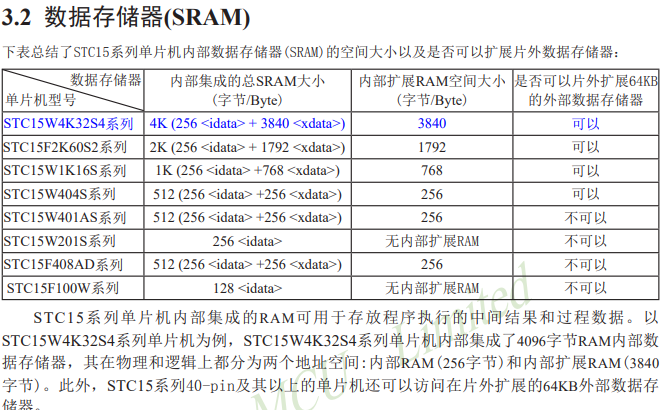 3.2 数据存储器(SRAM)
下表总结了STC15系列单片机内部数据存储器(SRAM)的空间大小以及是否可以扩展片外数据存储器：
数据存储器 内部集成的总SRAM大小 内部扩展RAM空间大小 是否可以片外扩展64KB
单片机型号 (字节/Byte) (字节/Byte) 的外部数据存储器
STC15W4K32S4系列 4K (256 <idata> + 3840 <xdata>) 3840 可以
STC15F2K60S2系列 2K (256 <idata> + 1792 <xdata>) 1792 可以
STC15W1K16S系列 1K (256 <idata> +768 <xdata>) 768 可以
STC15W404S系列 512 (256 <idata> +256 <xdata>) 256 可以
STC15W401AS系列 512 (256 <idata> +256 <xdata>) 256 不可以
STC15W201S系列 256 <idata> 无内部扩展RAM 不可以
STC15F408AD系列 512 (256 <idata> +256 <xdata>) 256 不可以
STC15F100W系列 128 <idata> 无内部扩展RAM 不可以
STC15系列单片机内部集成的RAM可用于存放程序执行的中间结果和过程数据。以
STC15W4K32S4系列单片机为例，STC15W4K32S4系列单片机内部集成了4096字节RAM内部数
据存储器，其在物理和逻辑上都分为两个地址空间:内部RAM(256字节)和内部扩展RAM(3840
字节)。此外，STC15系列40-pin及其以上的单片机还可以访问在片外扩展的64KB外部数据存
储器。
MCU Limited